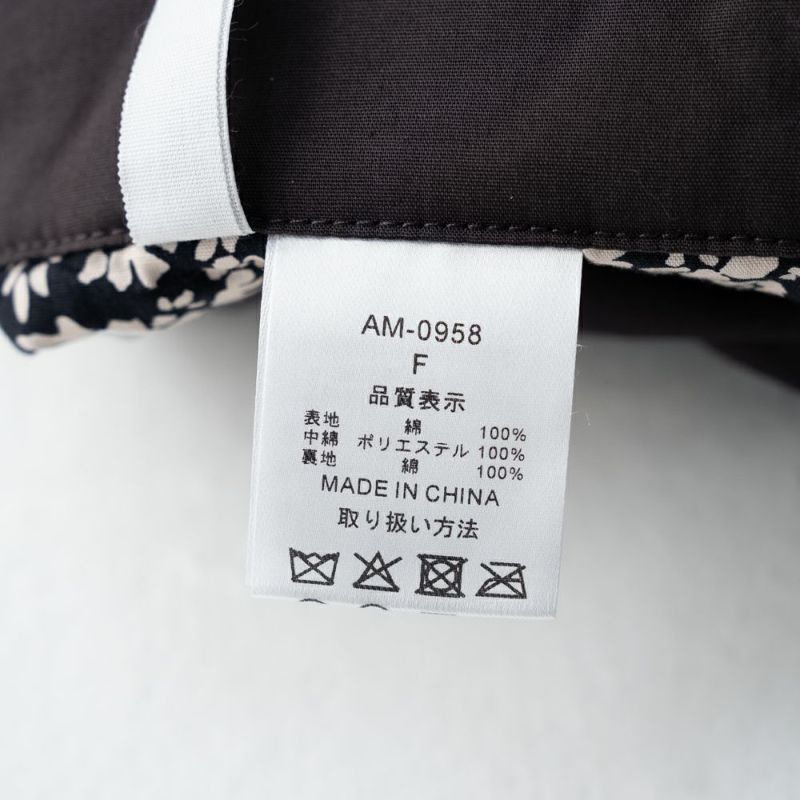 AM-0958
F
品質表示
表地 綿 100%
中綿 ポリエステル 100%
裏地 綿 100%
MADE IN CHINA
取り扱い方法